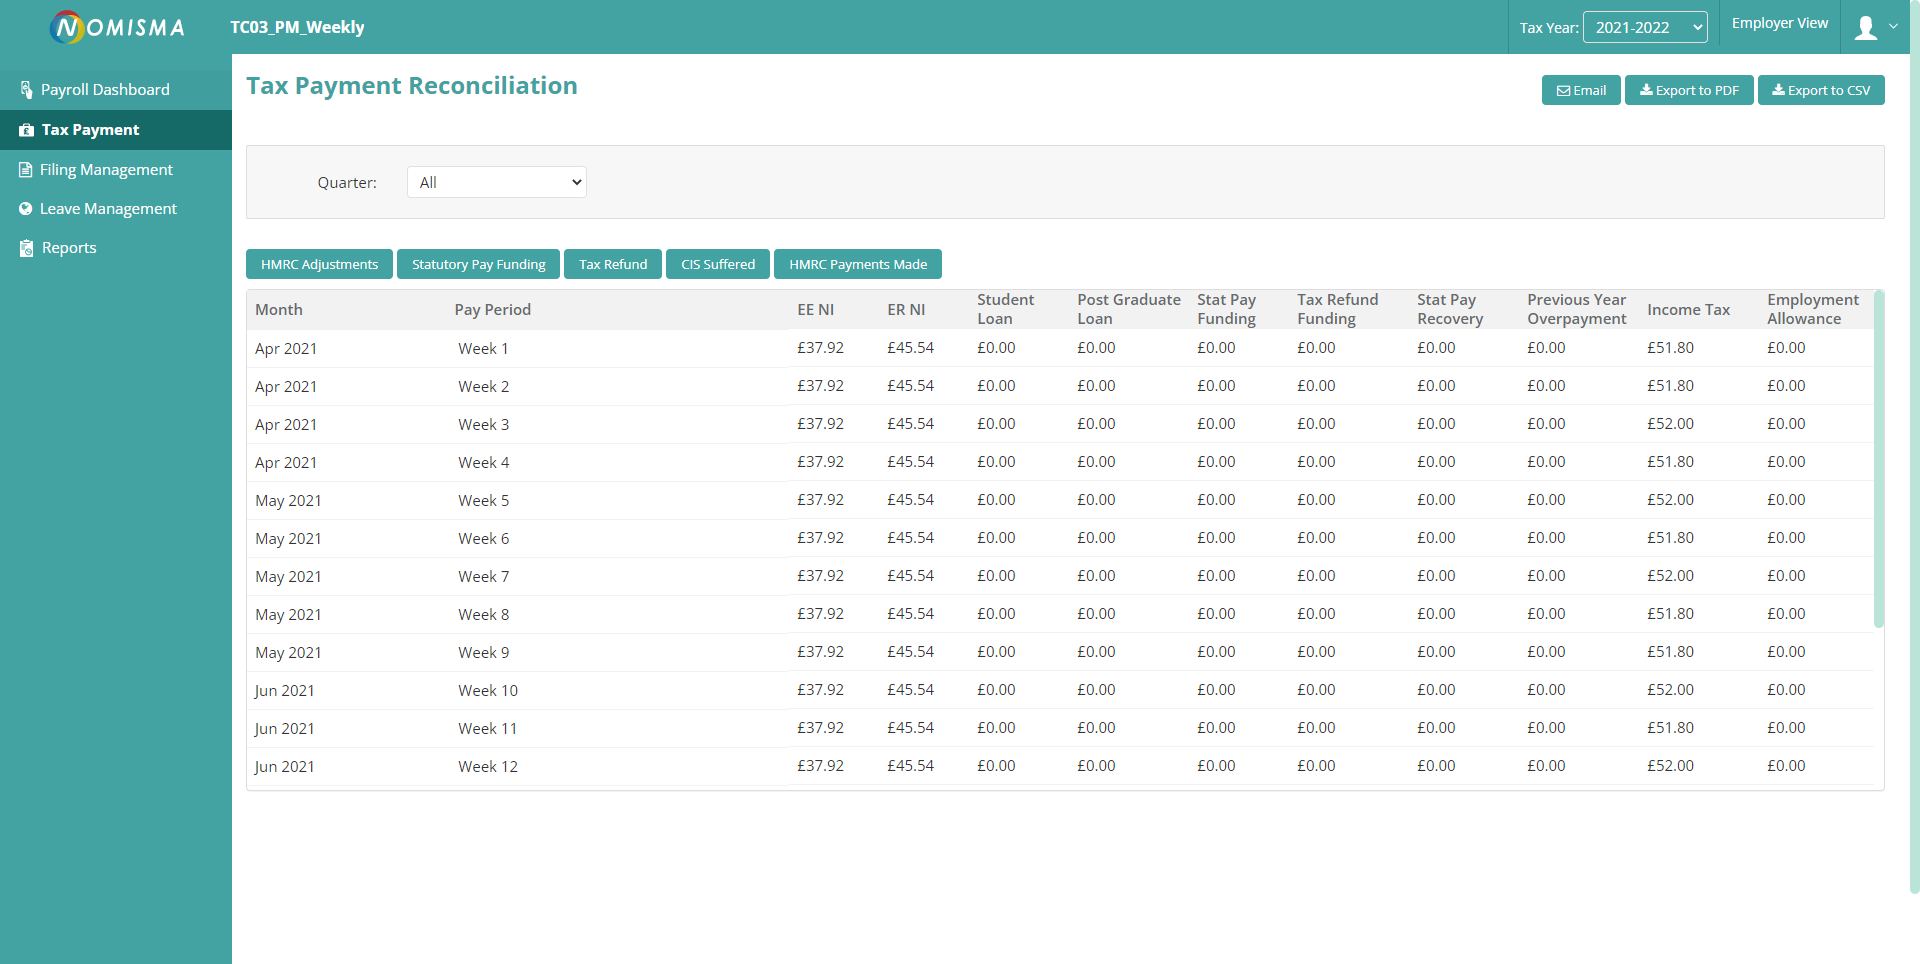 NOMISMA
TC03_PM_Weekly
Tax Year: 2021-2022
Employer View
Payroll Dashboard
Tax Payment
Filing Management
Leave Management
Reports
Tax Payment Reconciliation
Email
Export to PDF
Export to CSV
Quarter: All
HMRC Adjustments
Statutory Pay Funding
Tax Refund
CIS Suffered
HMRC Payments Made
Month Pay Period EE NI ER NI Student Loan Post Graduate Loan Stat Pay Funding Tax Refund Funding Stat Pay Recovery Previous Year Overpayment Income Tax Employment Allowance
Apr 2021 Week 1 £37.92 £45.54 £0.00 £0.00 £0.00 £0.00 £0.00 £0.00 £51.80 £0.00
Apr 2021 Week 2 £37.92 £45.54 £0.00 £0.00 £0.00 £0.00 £0.00 £0.00 £51.80 £0.00
Apr 2021 Week 3 £37.92 £45.54 £0.00 £0.00 £0.00 £0.00 £0.00 £0.00 £52.00 £0.00
Apr 2021 Week 4 £37.92 £45.54 £0.00 £0.00 £0.00 £0.00 £0.00 £0.00 £51.80 £0.00
May 2021 Week 5 £37.92 £45.54 £0.00 £0.00 £0.00 £0.00 £0.00 £0.00 £52.00 £0.00
May 2021 Week 6 £37.92 £45.54 £0.00 £0.00 £0.00 £0.00 £0.00 £0.00 £51.80 £0.00
May 2021 Week 7 £37.92 £45.54 £0.00 £0.00 £0.00 £0.00 £0.00 £0.00 £52.00 £0.00
May 2021 Week 8 £37.92 £45.54 £0.00 £0.00 £0.00 £0.00 £0.00 £0.00 £51.80 £0.00
May 2021 Week 9 £37.92 £45.54 £0.00 £0.00 £0.00 £0.00 £0.00 £0.00 £51.80 £0.00
Jun 2021 Week 10 £37.92 £45.54 £0.00 £0.00 £0.00 £0.00 £0.00 £0.00 £52.00 £0.00
Jun 2021 Week 11 £37.92 £45.54 £0.00 £0.00 £0.00 £0.00 £0.00 £0.00 £51.80 £0.00
Jun 2021 Week 12 £37.92 £45.54 £0.00 £0.00 £0.00 £0.00 £0.00 £0.00 £52.00 £0.00